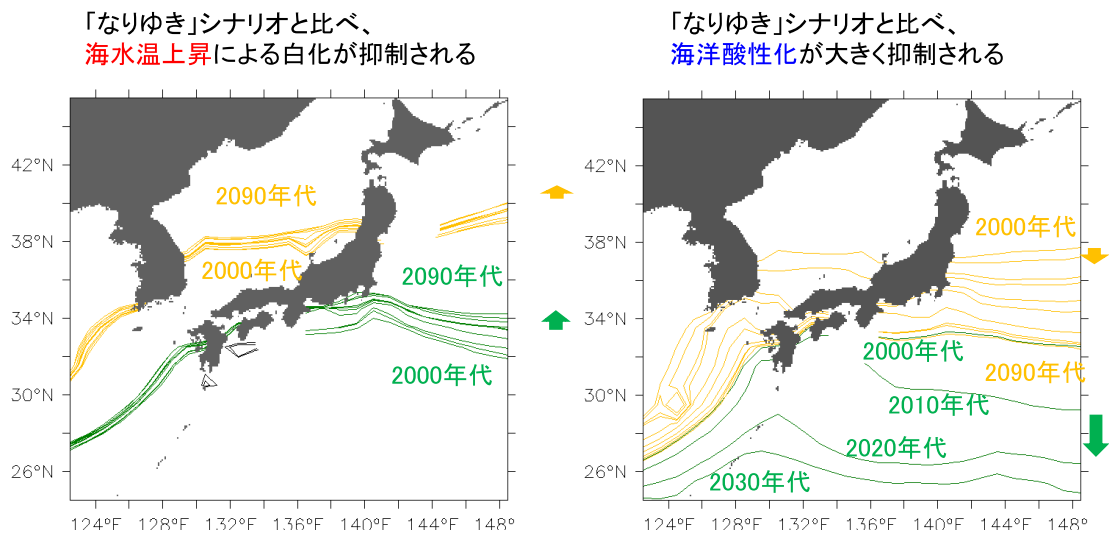 「なりゆき」シナリオと比べ、
海水温上昇による白化が抑制される
42°N
38°N
34°N
30°N
26°N
124°E
128°E
132°E
136°E
140°E
144°E
148°
2090年代
2000年代
2090年代
2000年代
「なりゆき」シナリオと比べ、
海洋酸性化が大きく抑制される
42°N
38°N
34°N
30°N
26°N
124°E
128°E
132°E
136°E
140°E
144°E
148°
2000年代
2000年代
2090年代
2010年代
2020年代
2030年代